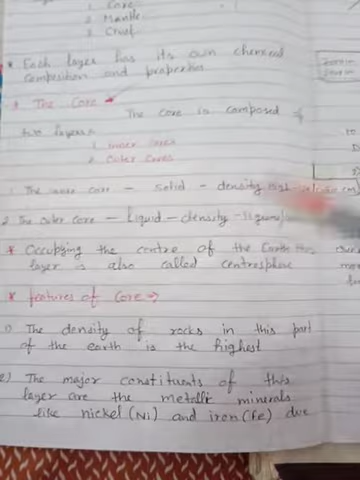 1. Core
2 Mantle
3 Crust
* Each layer has its own chemical
composition and properties
* The Core →
The core is composed of
two layers
1 inner cores
2 Outer Cores
1. The inner core - solid - density high
2. The outer core - Liquid - density -
* Occupying the centre of the Earth this
layer is also called centrosphere
* features of Core ⇒
1) The density of rocks in this part
of the earth is the highest
2) The major constituents of this
layer are the metallic minerals
like nickel (Ni) and iron (fe) due